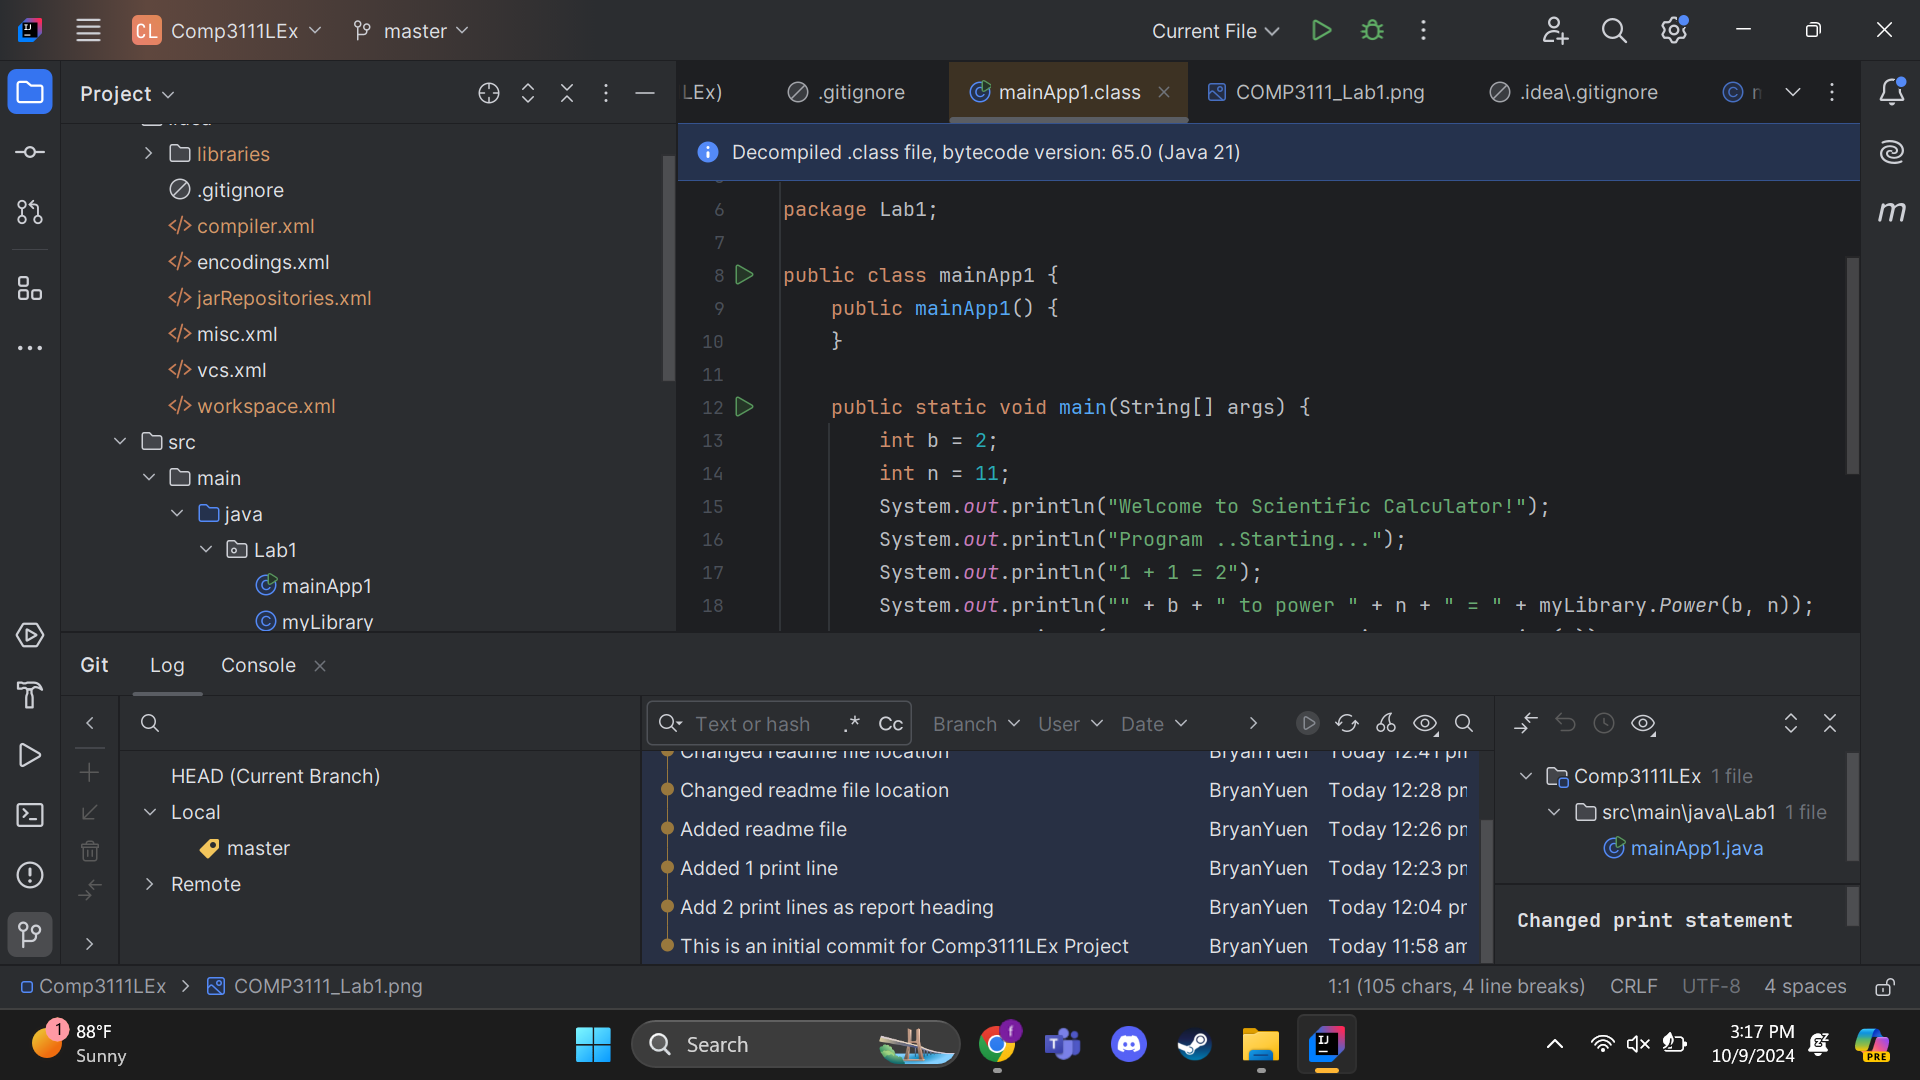 CL Comp3111LEx master Current File
Project
LEx) .gitignore mainApp1.class COMP3111_Lab1.png .idea\.gitignore
Decompiled .class file, bytecode version: 65.0 (Java 21)
libraries
.gitignore
compiler.xml
encodings.xml
jarRepositories.xml
misc.xml
vcs.xml
workspace.xml
src
main
java
Lab1
mainApp1
myLibrary
6 package Lab1;
7
8 public class mainApp1 {
9 public mainApp1() {
10 }
11
12 public static void main(String[] args) {
13 int b = 2;
14 int n = 11;
15 System.out.println("Welcome to Scientific Calculator!");
16 System.out.println("Program ..Starting...");
17 System.out.println("1 + 1 = 2");
18 System.out.println("" + b + " to power " + n + " = " + myLibrary.Power(b, n));
Git Log Console
HEAD (Current Branch)
Local
master
Remote
Text or hash .* Cc Branch User Date
Changed readme file location BryanYuen Today 12:41 pm
Changed readme file location BryanYuen Today 12:28 pm
Added readme file BryanYuen Today 12:26 pm
Added 1 print line BryanYuen Today 12:23 pm
Add 2 print lines as report heading BryanYuen Today 12:04 pm
This is an initial commit for Comp3111LEx Project BryanYuen Today 11:58 am
Comp3111LEx 1 file
src\main\java\Lab1 1 file
mainApp1.java
Changed print statement
Comp3111LEx > COMP3111_Lab1.png 1:1 (105 chars, 4 line breaks) CRLF UTF-8 4 spaces
1 88°F
Sunny
Search
3:17 PM
10/9/2024
PRE